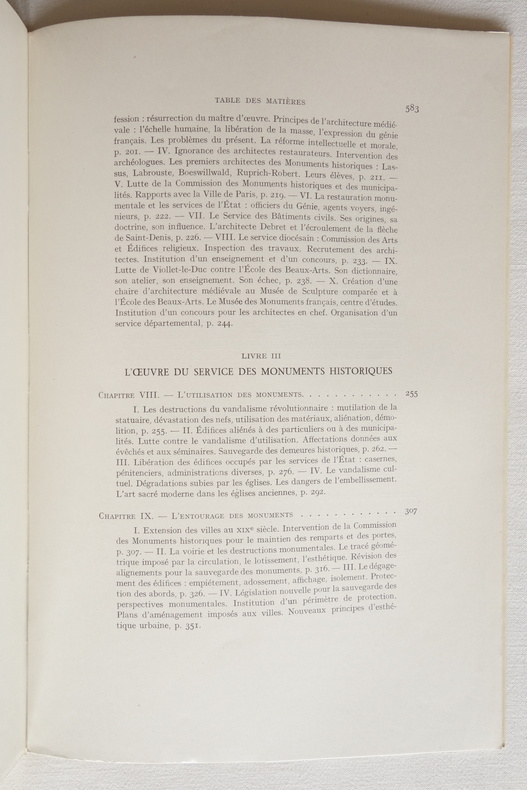 TABLE DES MATIÈRES 583
fession : résurrection du maître d'œuvre. Principes de l'architecture médié-
vale : l'échelle humaine, la libération de la masse, l'expression du génie
français. Les problèmes du présent. La réforme intellectuelle et morale,
p. 201. — IV. Ignorance des architectes restaurateurs. Intervention des
archéologues. Les premiers architectes des Monuments historiques : Las-
sus, Labrouste, Boeswillwald, Ruprich-Robert. Leurs élèves, p. 211. —
V. Lutte de la Commission des Monuments historiques et des municipa-
lités. Rapports avec la Ville de Paris, p. 219. — VI. La restauration monu-
mentale et les services de l'État : officiers du Génie, agents voyers, ingé-
nieurs, p. 222. — VII. Le Service des Bâtiments civils. Ses origines, sa
doctrine, son influence. L'architecte Debret et l'écroulement de la flèche
de Saint-Denis, p. 226. — VIII. Le service diocésain : Commission des Arts
et Édifices religieux. Inspection des travaux. Recrutement des archi-
tectes. Institution d'un enseignement et d'un concours, p. 233. — IX.
Lutte de Viollet-le-Duc contre l'École des Beaux-Arts. Son dictionnaire,
son atelier, son enseignement. Son échec, p. 238. — X. Création d'une
chaire d'architecture médiévale au Musée de Sculpture comparée et à
l'École des Beaux-Arts. Le Musée des Monuments français, centre d'études.
Institution d'un concours pour les architectes en chef. Organisation d'un
service départemental, p. 244.
LIVRE III
L'ŒUVRE DU SERVICE DES MONUMENTS HISTORIQUES
CHAPITRE VIII. — L'UTILISATION DES MONUMENTS. . . . . . . . . . . . 255
I. Les destructions du vandalisme révolutionnaire : mutilation de la
statuaire, dévastation des nefs, utilisation des matériaux, aliénation, démo-
lition, p. 255. — II. Édifices aliénés à des particuliers ou à des municipa-
lités. Lutte contre le vandalisme d'utilisation. Affectations données aux
évêchés et aux séminaires. Sauvegarde des demeures historiques, p. 262. —
III. Libération des édifices occupés par les services de l'État : casernes,
pénitenciers, administrations diverses, p. 276. — IV. Le vandalisme cul-
tuel. Dégradations subies par les églises. Les dangers de l'embellissement.
L'art sacré moderne dans les églises anciennes, p. 292.
CHAPITRE IX. — L'ENTOURAGE DES MONUMENTS . . . . . . . . . . . . 307
I. Extension des villes au XIXe siècle. Intervention de la Commission
des Monuments historiques pour le maintien des remparts et des portes,
p. 307. — II. La voirie et les destructions monumentales. Le tracé géomé-
trique imposé par la circulation, le lotissement, l'esthétique. Révision des
alignements pour la sauvegarde des monuments, p. 316. — III. Le dégage-
ment des édifices : empiètement, adossement, affichage, isolement. Protec-
tion des abords, p. 326. — IV. Législation nouvelle pour la sauvegarde des
perspectives monumentales. Institution d'un périmètre de protection.
Plans d'aménagement imposés aux villes. Nouveaux principes d'esthé-
tique urbaine, p. 351.